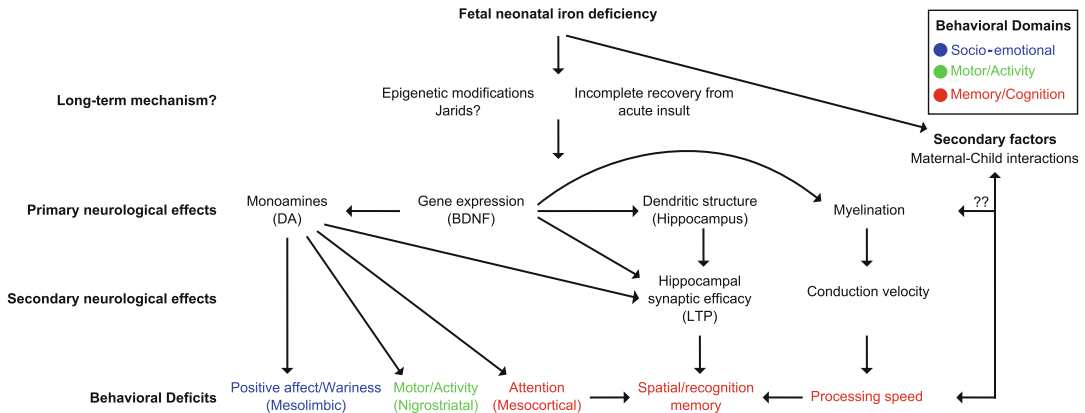 Fetal neonatal iron deficiency
Behavioral Domains
Socio-emotional
Motor/Activity
Memory/Cognition
Long-term mechanism?
Epigenetic modifications
Jarids?
Incomplete recovery from
acute insult
Secondary factors
Maternal-Child interactions
Primary neurological effects
Monoamines
(DA)
Gene expression
(BDNF)
Dendritic structure
(Hippocampus)
Myelination
??
Secondary neurological effects
Hippocampal
synaptic efficacy
(LTP)
Conduction velocity
Behavioral Deficits
Positive affect/Wariness
(Mesolimbic)
Motor/Activity
(Nigrostriatal)
Attention
(Mesocortical)
Spatial/recognition
memory
Processing speed